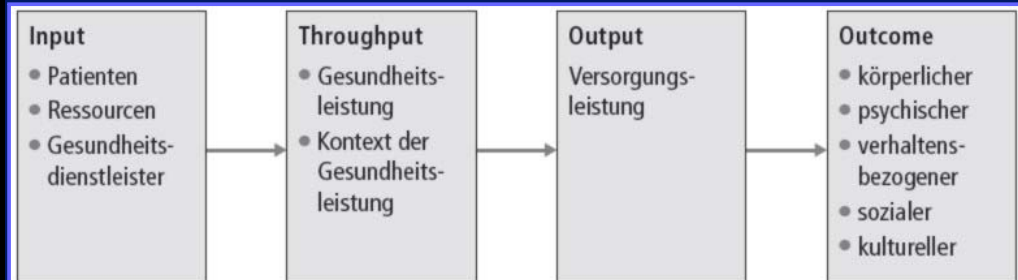 Input
• Patienten
• Ressourcen
• Gesundheits-
dienstleister
Throughput
• Gesundheits-
leistung
• Kontext der
Gesundheits-
leistung
Output
Versorgungs-
leistung
Outcome
• körperlicher
• psychischer
• verhaltens-
bezogener
• sozialer
• kultureller